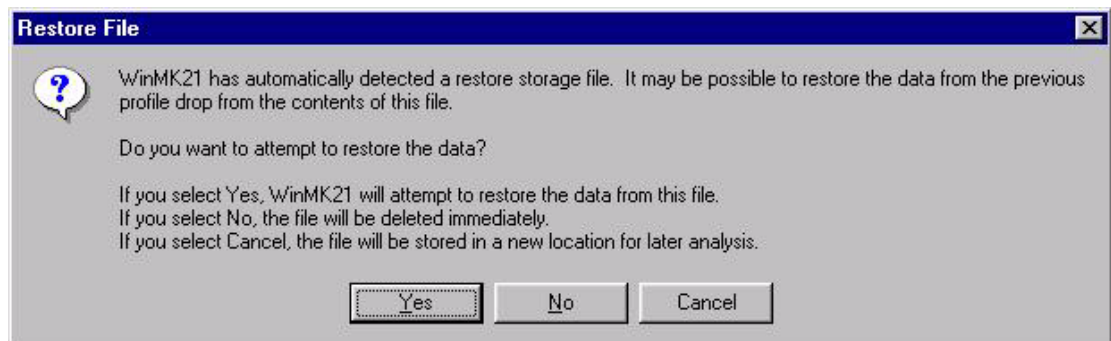 Restore File
WinMK21 has automatically detected a restore storage file. It may be possible to restore the data from the previous
profile drop from the contents of this file.
Do you want to attempt to restore the data?
If you select Yes, WinMK21 will attempt to restore the data from this file.
If you select No, the file will be deleted immediately.
If you select Cancel, the file will be stored in a new location for later analysis.
Yes No Cancel